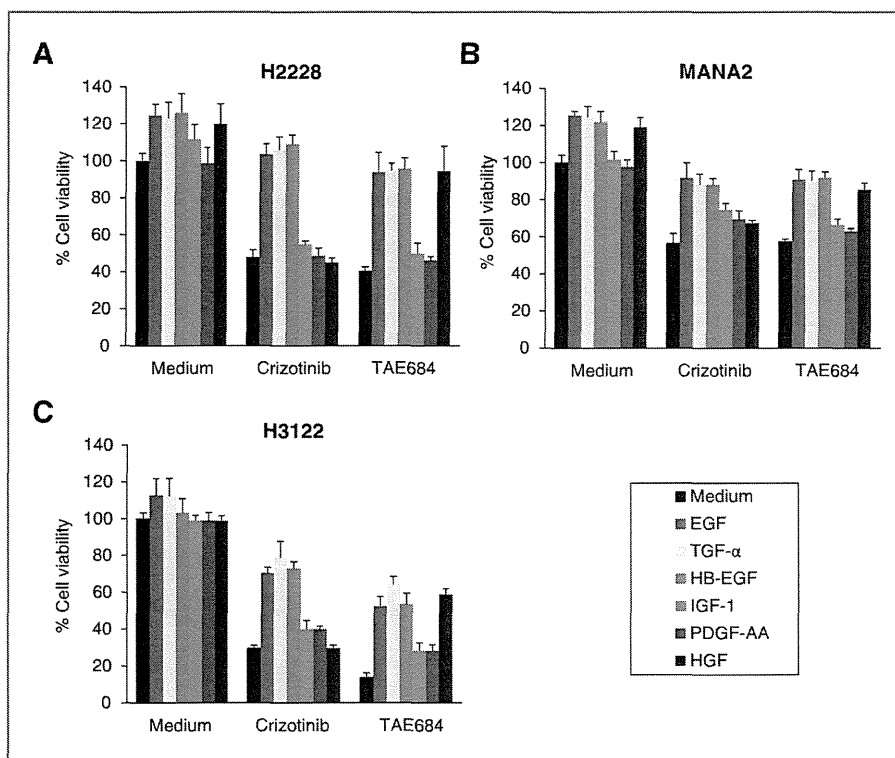 A
H2228
% Cell viability
140
120
100
80
60
40
20
0
Medium
Crizotinib
TAE684
B
MANA2
% Cell viability
140
120
100
80
60
40
20
0
Medium
Crizotinib
TAE684
C
H3122
% Cell viability
140
120
100
80
60
40
20
0
Medium
Crizotinib
TAE684
Medium
EGF
TGF-α
HB-EGF
IGF-1
PDGF-AA
HGF